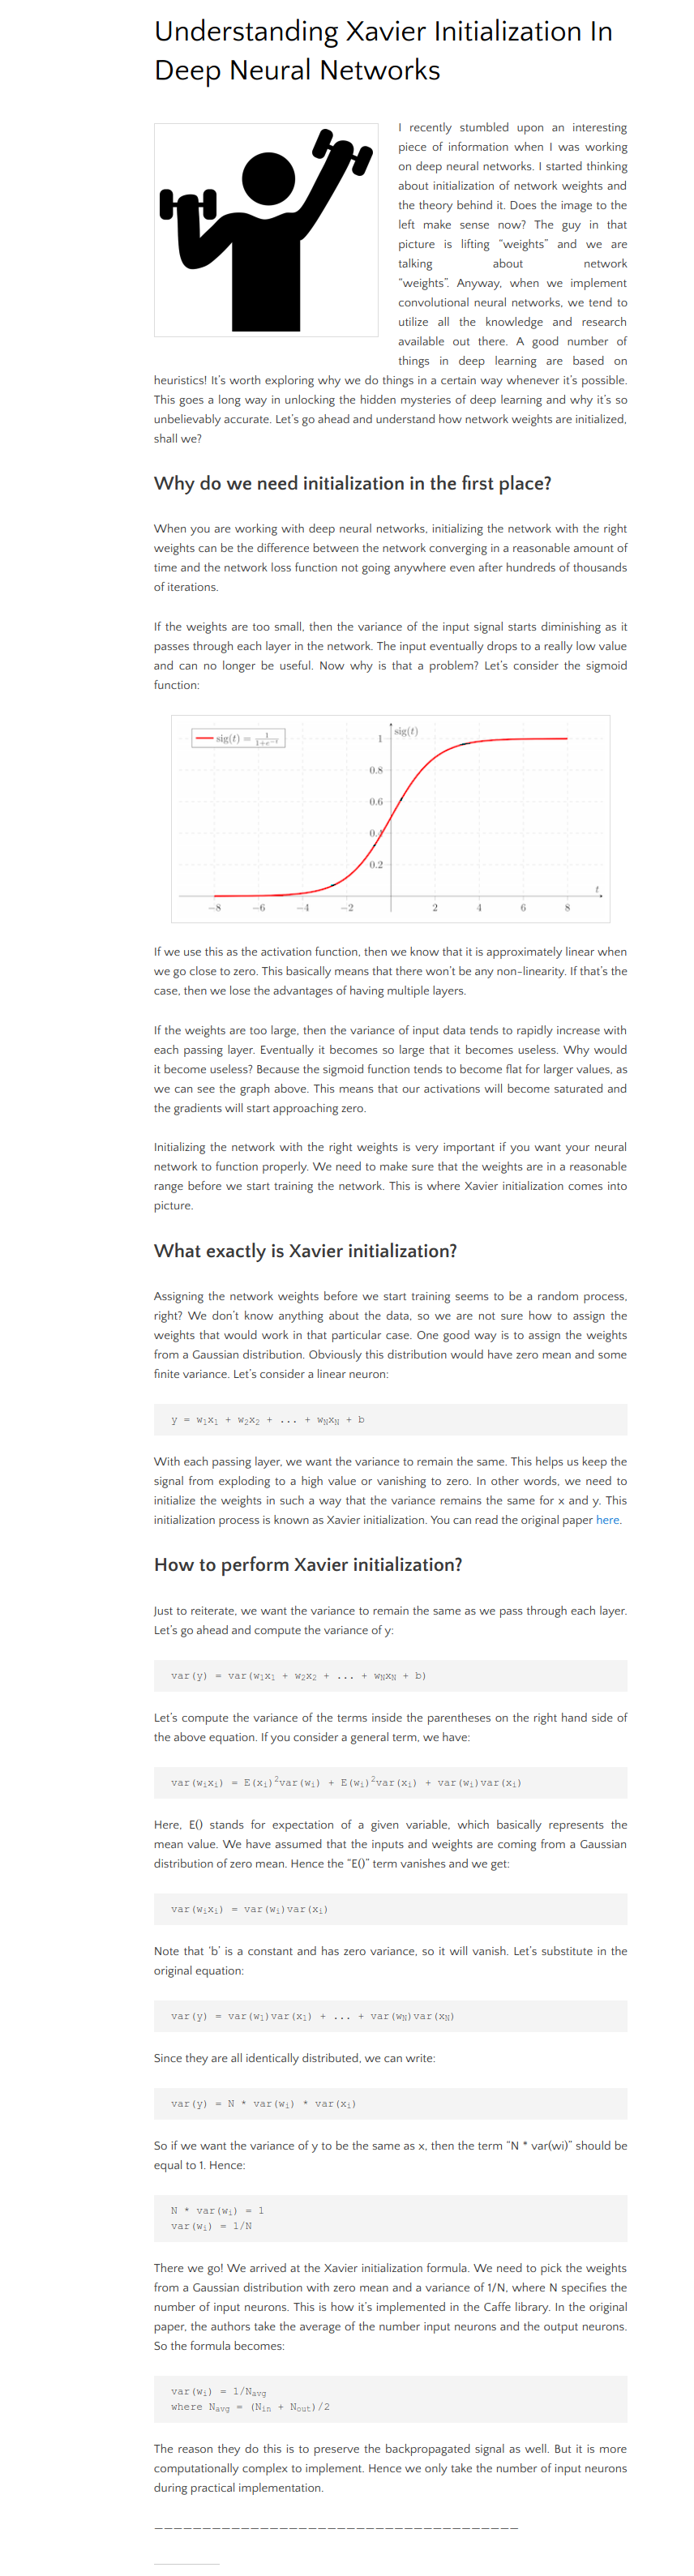 Understanding Xavier Initialization In
Deep Neural Networks
I recently stumbled upon an interesting
piece of information when I was working
on deep neural networks. I started thinking
about initialization of network weights and
the theory behind it. Does the image to the
left make sense now? The guy in that
picture is lifting “weights” and we are
talking about network
“weights”. Anyway, when we implement
convolutional neural networks, we tend to
utilize all the knowledge and research
available out there. A good number of
things in deep learning are based on
heuristics! It’s worth exploring why we do things in a certain way whenever it’s possible.
This goes a long way in unlocking the hidden mysteries of deep learning and why it’s so
unbelievably accurate. Let’s go ahead and understand how network weights are initialized,
shall we?
Why do we need initialization in the first place?
When you are working with deep neural networks, initializing the network with the right
weights can be the difference between the network converging in a reasonable amount of
time and the network loss function not going anywhere even after hundreds of thousands
of iterations.
If the weights are too small, then the variance of the input signal starts diminishing as it
passes through each layer in the network. The input eventually drops to a really low value
and can no longer be useful. Now why is that a problem? Let’s consider the sigmoid
function:
sig(t) = 1/(1+e⁻ᵗ)
sig(t)
1
0.8
0.6
0.4
0.2
t
−8 −6 −4 −2 2 4 6 8
If we use this as the activation function, then we know that it is approximately linear when
we go close to zero. This basically means that there won’t be any non-linearity. If that’s the
case, then we lose the advantages of having multiple layers.
If the weights are too large, then the variance of input data tends to rapidly increase with
each passing layer. Eventually it becomes so large that it becomes useless. Why would
it become useless? Because the sigmoid function tends to become flat for larger values, as
we can see the graph above. This means that our activations will become saturated and
the gradients will start approaching zero.
Initializing the network with the right weights is very important if you want your neural
network to function properly. We need to make sure that the weights are in a reasonable
range before we start training the network. This is where Xavier initialization comes into
picture.
What exactly is Xavier initialization?
Assigning the network weights before we start training seems to be a random process,
right? We don’t know anything about the data, so we are not sure how to assign the
weights that would work in that particular case. One good way is to assign the weights
from a Gaussian distribution. Obviously this distribution would have zero mean and some
finite variance. Let’s consider a linear neuron:
y = w₁x₁ + w₂x₂ + ... + w_Nx_N + b
With each passing layer, we want the variance to remain the same. This helps us keep the
signal from exploding to a high value or vanishing to zero. In other words, we need to
initialize the weights in such a way that the variance remains the same for x and y. This
initialization process is known as Xavier initialization. You can read the original paper here.
How to perform Xavier initialization?
Just to reiterate, we want the variance to remain the same as we pass through each layer.
Let’s go ahead and compute the variance of y:
var(y) = var(w₁x₁ + w₂x₂ + ... + w_Nx_N + b)
Let’s compute the variance of the terms inside the parentheses on the right hand side of
the above equation. If you consider a general term, we have:
var(wᵢxᵢ) = E(xᵢ)²var(wᵢ) + E(wᵢ)²var(xᵢ) + var(wᵢ)var(xᵢ)
Here, E() stands for expectation of a given variable, which basically represents the
mean value. We have assumed that the inputs and weights are coming from a Gaussian
distribution of zero mean. Hence the “E()” term vanishes and we get:
var(wᵢxᵢ) = var(wᵢ)var(xᵢ)
Note that ‘b’ is a constant and has zero variance, so it will vanish. Let’s substitute in the
original equation:
var(y) = var(w₁)var(x₁) + ... + var(w_N)var(x_N)
Since they are all identically distributed, we can write:
var(y) = N * var(wᵢ) * var(xᵢ)
So if we want the variance of y to be the same as x, then the term “N * var(wi)” should be
equal to 1. Hence:
N * var(wᵢ) = 1
var(wᵢ) = 1/N
There we go! We arrived at the Xavier initialization formula. We need to pick the weights
from a Gaussian distribution with zero mean and a variance of 1/N, where N specifies the
number of input neurons. This is how it’s implemented in the Caffe library. In the original
paper, the authors take the average of the number input neurons and the output neurons.
So the formula becomes:
var(wᵢ) = 1/N_avg
where N_avg = (N_in + N_out)/2
The reason they do this is to preserve the backpropagated signal as well. But it is more
computationally complex to implement. Hence we only take the number of input neurons
during practical implementation.